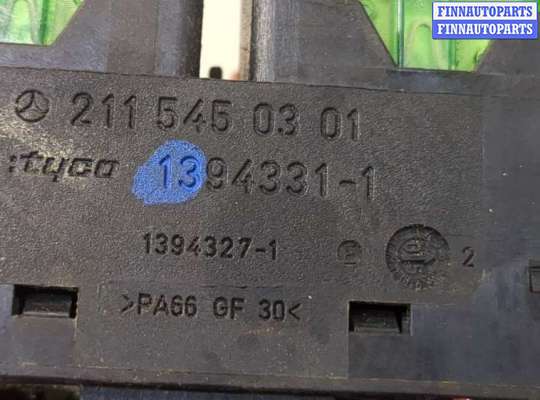 FINNAUTOPARTS
FINNAUTOPARTS
211 545 03 01
tyco 1394331-1
1394327-1
2
>PA66 GF 30<